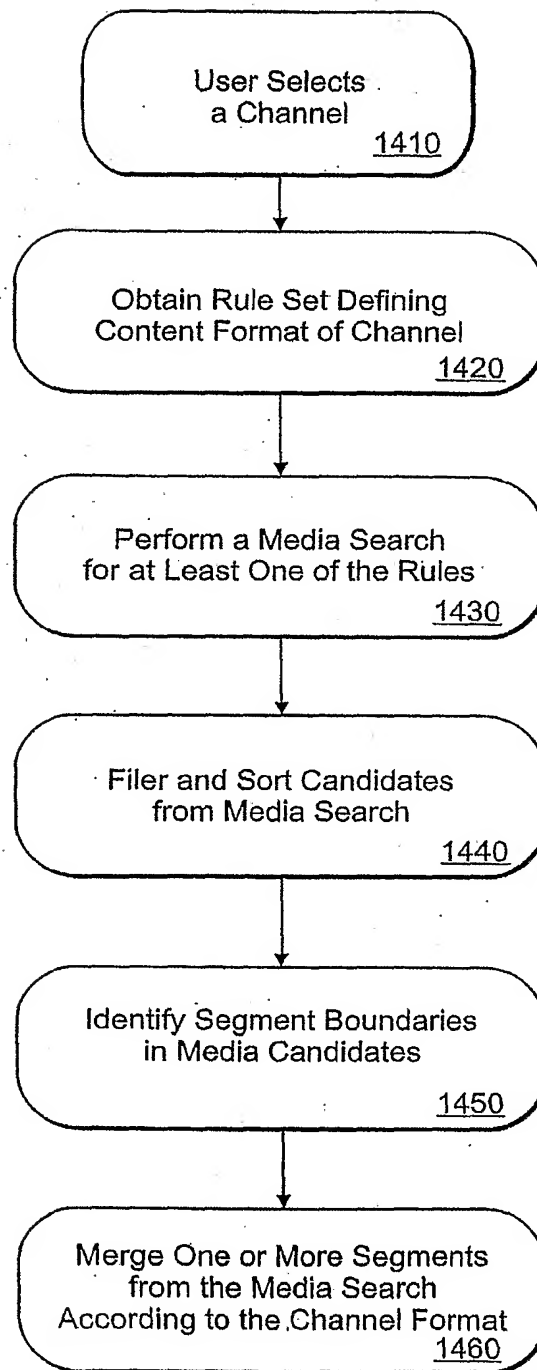 User Selects
a Channel
1410
Obtain Rule Set Defining
Content Format of Channel
1420
Perform a Media Search
for at Least One of the Rules
1430
Filer and Sort Candidates
from Media Search
1440
Identify Segment Boundaries
in Media Candidates
1450
Merge One or More Segments
from the Media Search
According to the Channel Format
1460